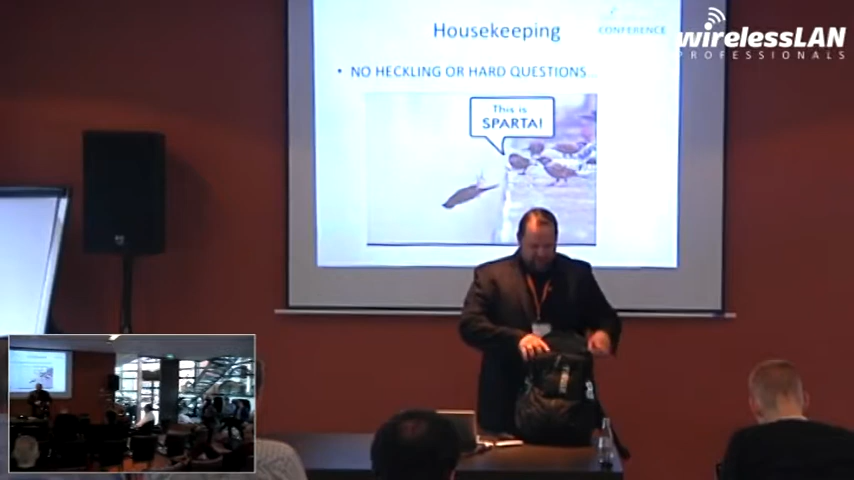 Housekeeping
CONFERENCE
wirelessLAN
PROFESSIONALS
• NO HECKLING OR HARD QUESTIONS...
This is
SPARTA!